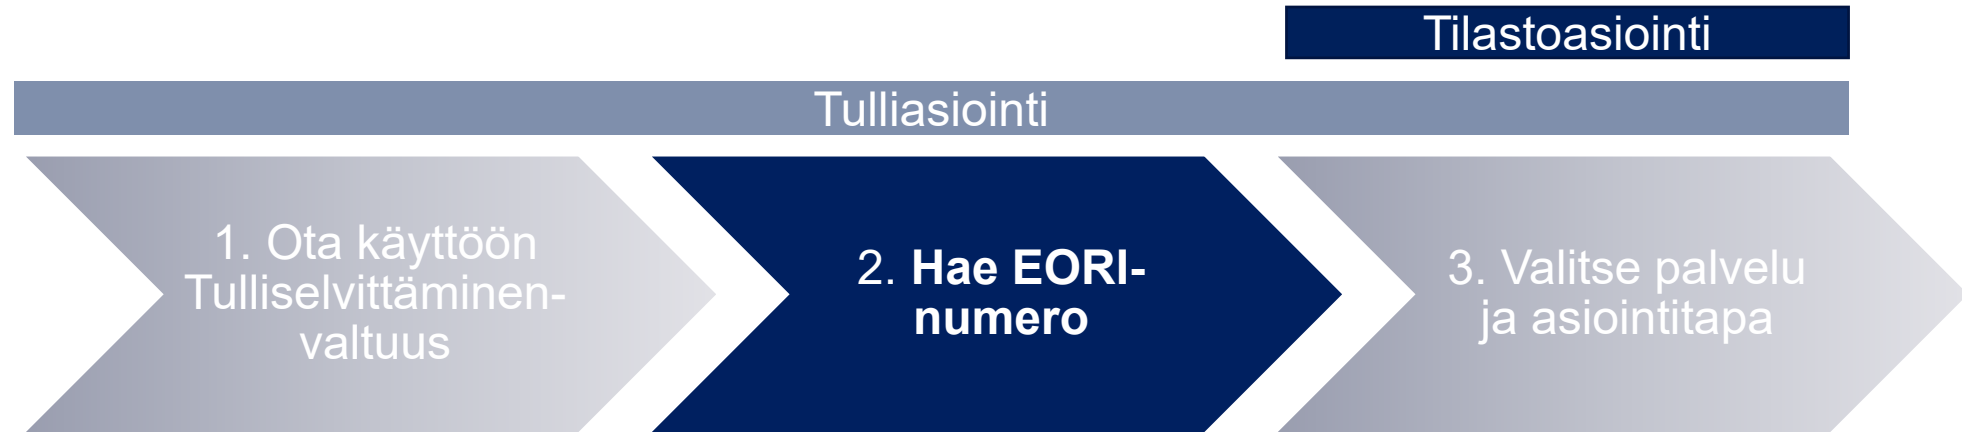 Tilastoasiointi
Tulliasiointi
1. Ota käyttöön
Tulliselvittäminen-
valtuus
2. Hae EORI-
numero
3. Valitse palvelu
ja asiointitapa